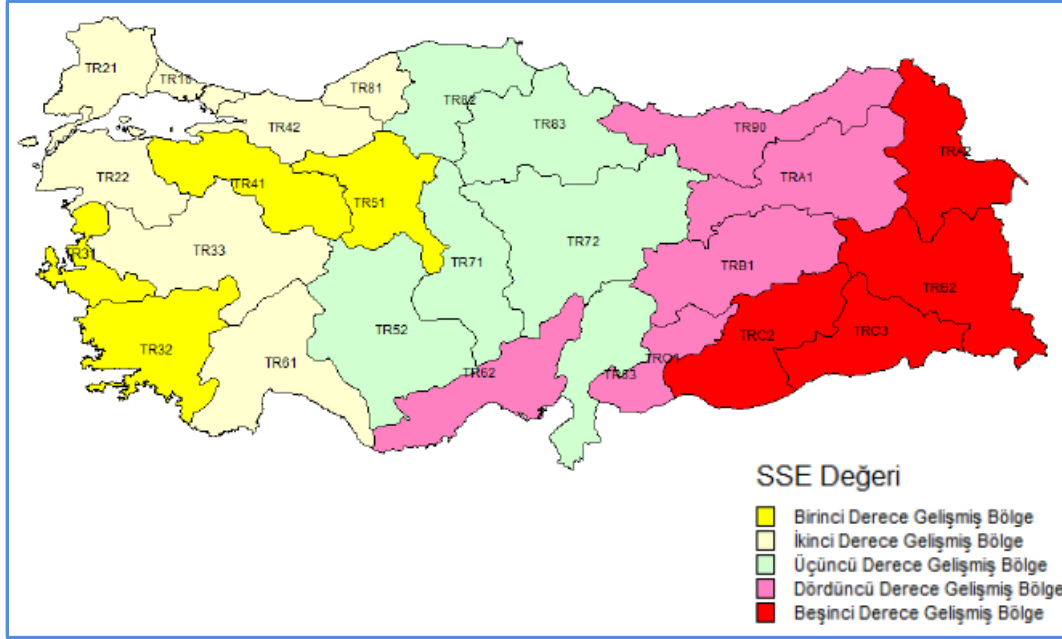 TR21
TR10
TR81
TR82
TR42
TR83
TR90
TRA2
TR22
TR41
TRA1
TR51
TR31
TR33
TR72
TR71
TRB1
TRB2
TR52
TR32
TRC2
TRC3
TR61
TR62
TRC1
TR63
SSE Değeri
Birinci Derece Gelişmiş Bölge
İkinci Derece Gelişmiş Bölge
Üçüncü Derece Gelişmiş Bölge
Dördüncü Derece Gelişmiş Bölge
Beşinci Derece Gelişmiş Bölge